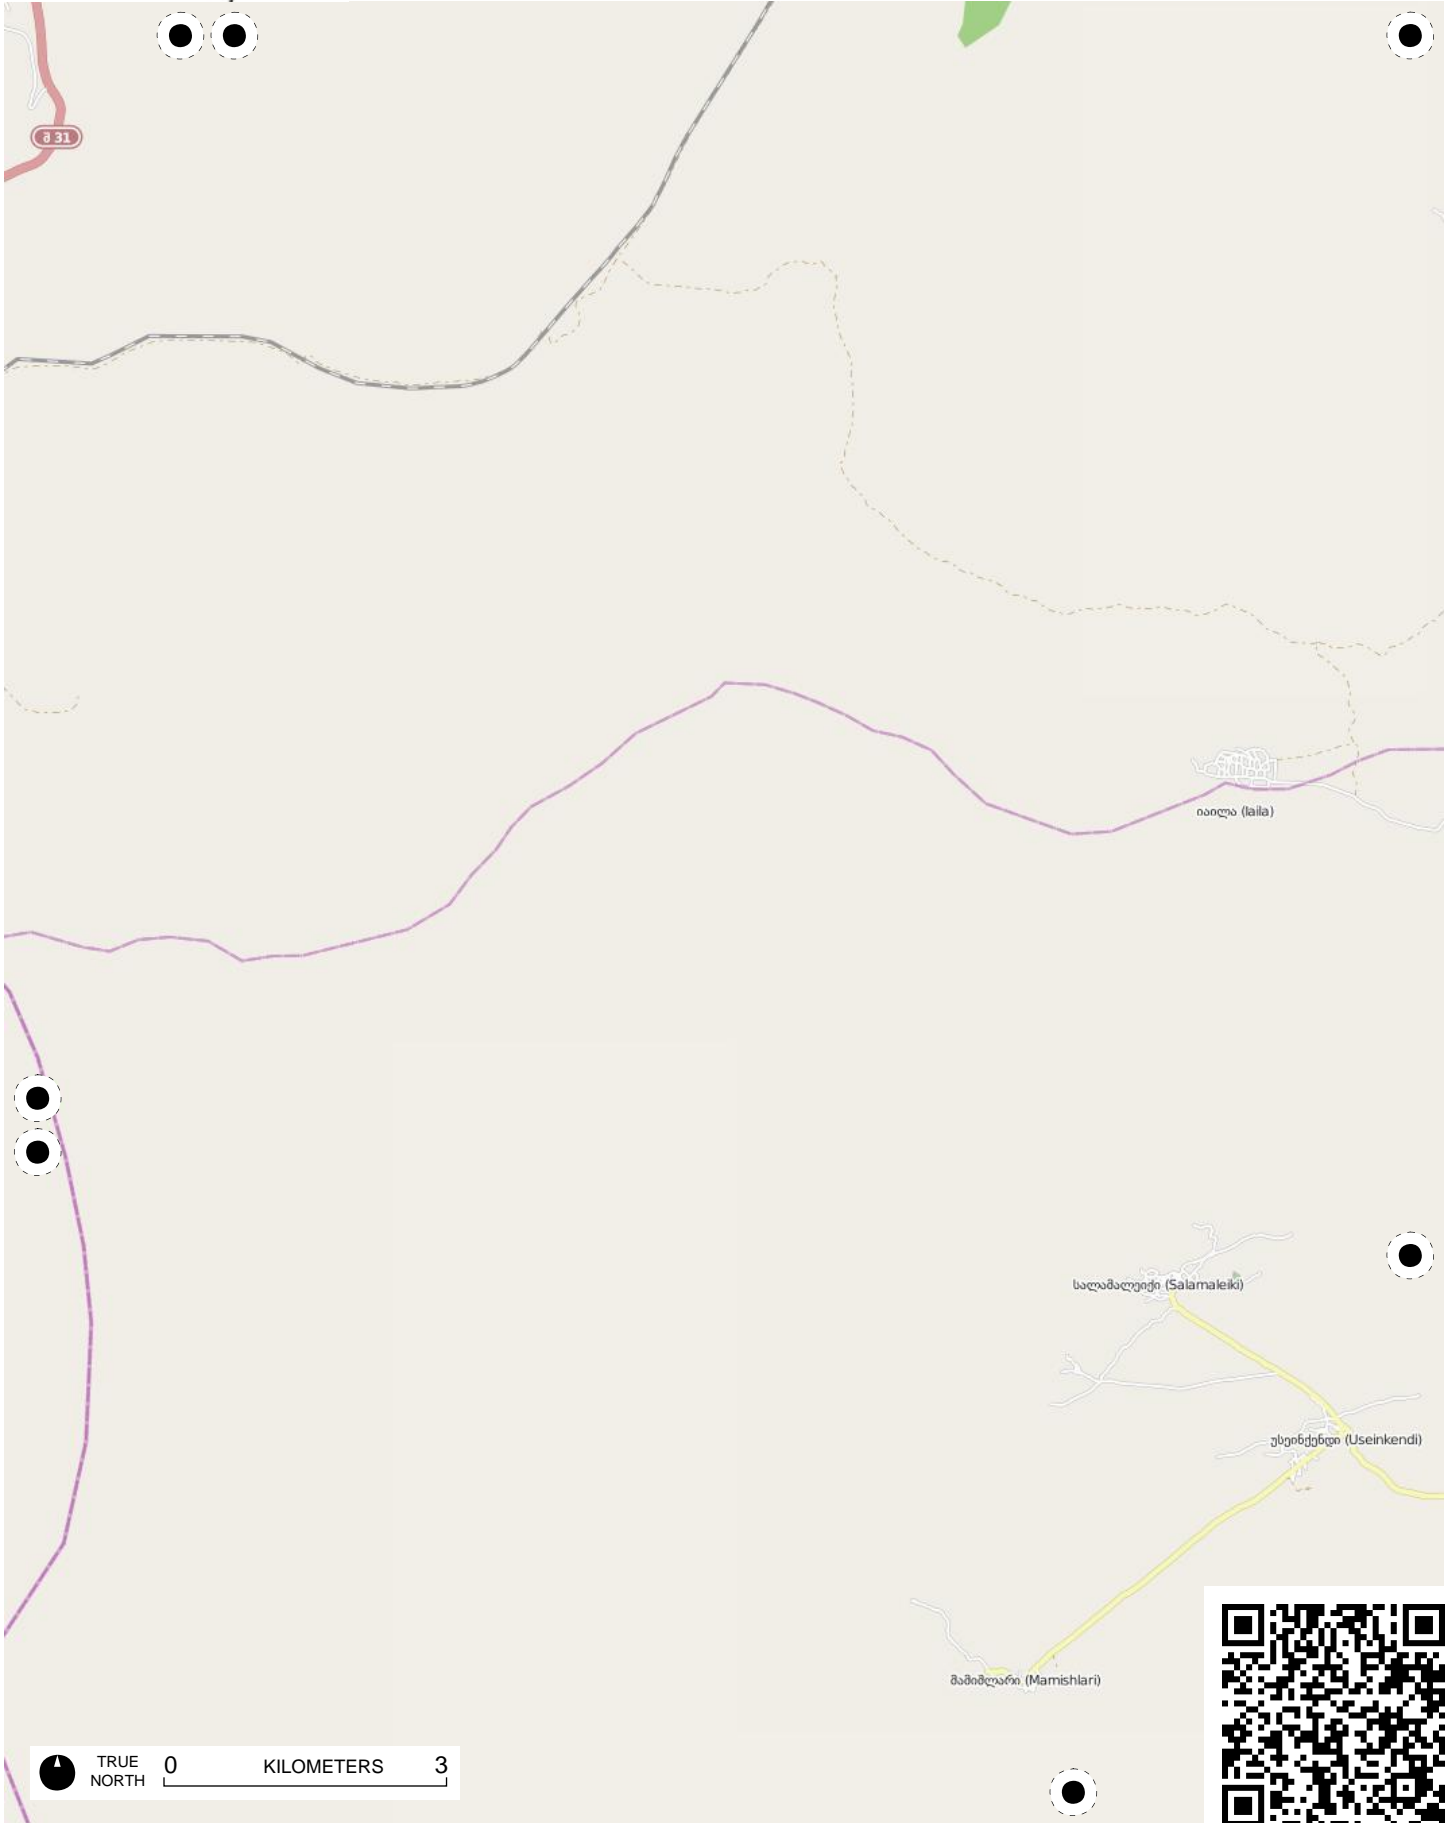 მ 31
იაილა (Iaila)
სალამალეიქი (Salamaleiki)
უსეინქენდი (Useinkendi)
მამიშლარი (Mamishlari)
TRUE
NORTH
0 KILOMETERS 3